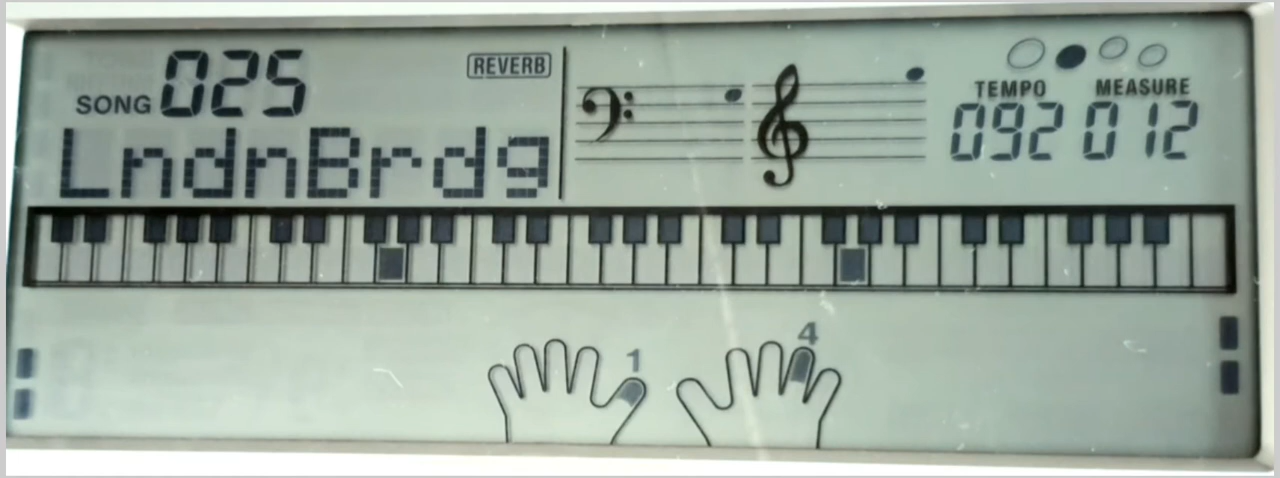 SONG 025
LndnBrdg
REVERB
TEMPO MEASURE
092 012
1 4